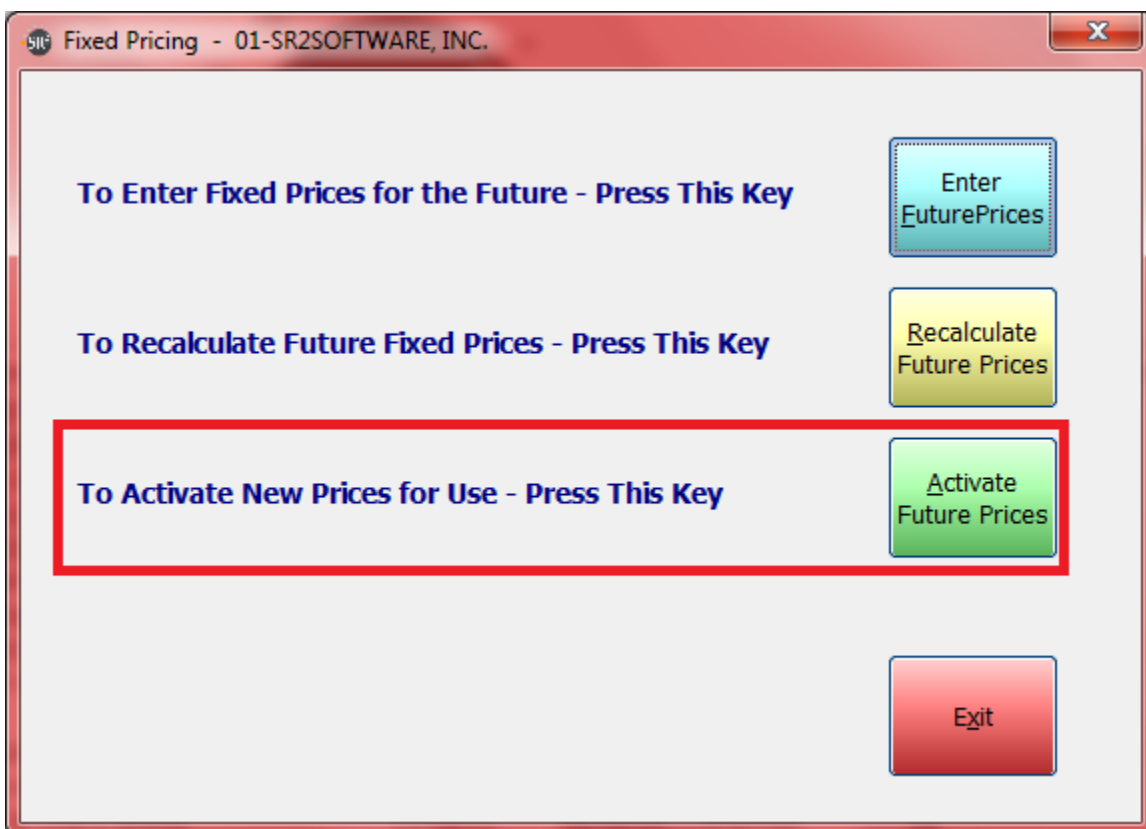 SR2 Fixed Pricing - 01-SR2SOFTWARE, INC.
To Enter Fixed Prices for the Future - Press This Key
Enter
FuturePrices
To Recalculate Future Fixed Prices - Press This Key
Recalculate
Future Prices
To Activate New Prices for Use - Press This Key
Activate
Future Prices
Exit